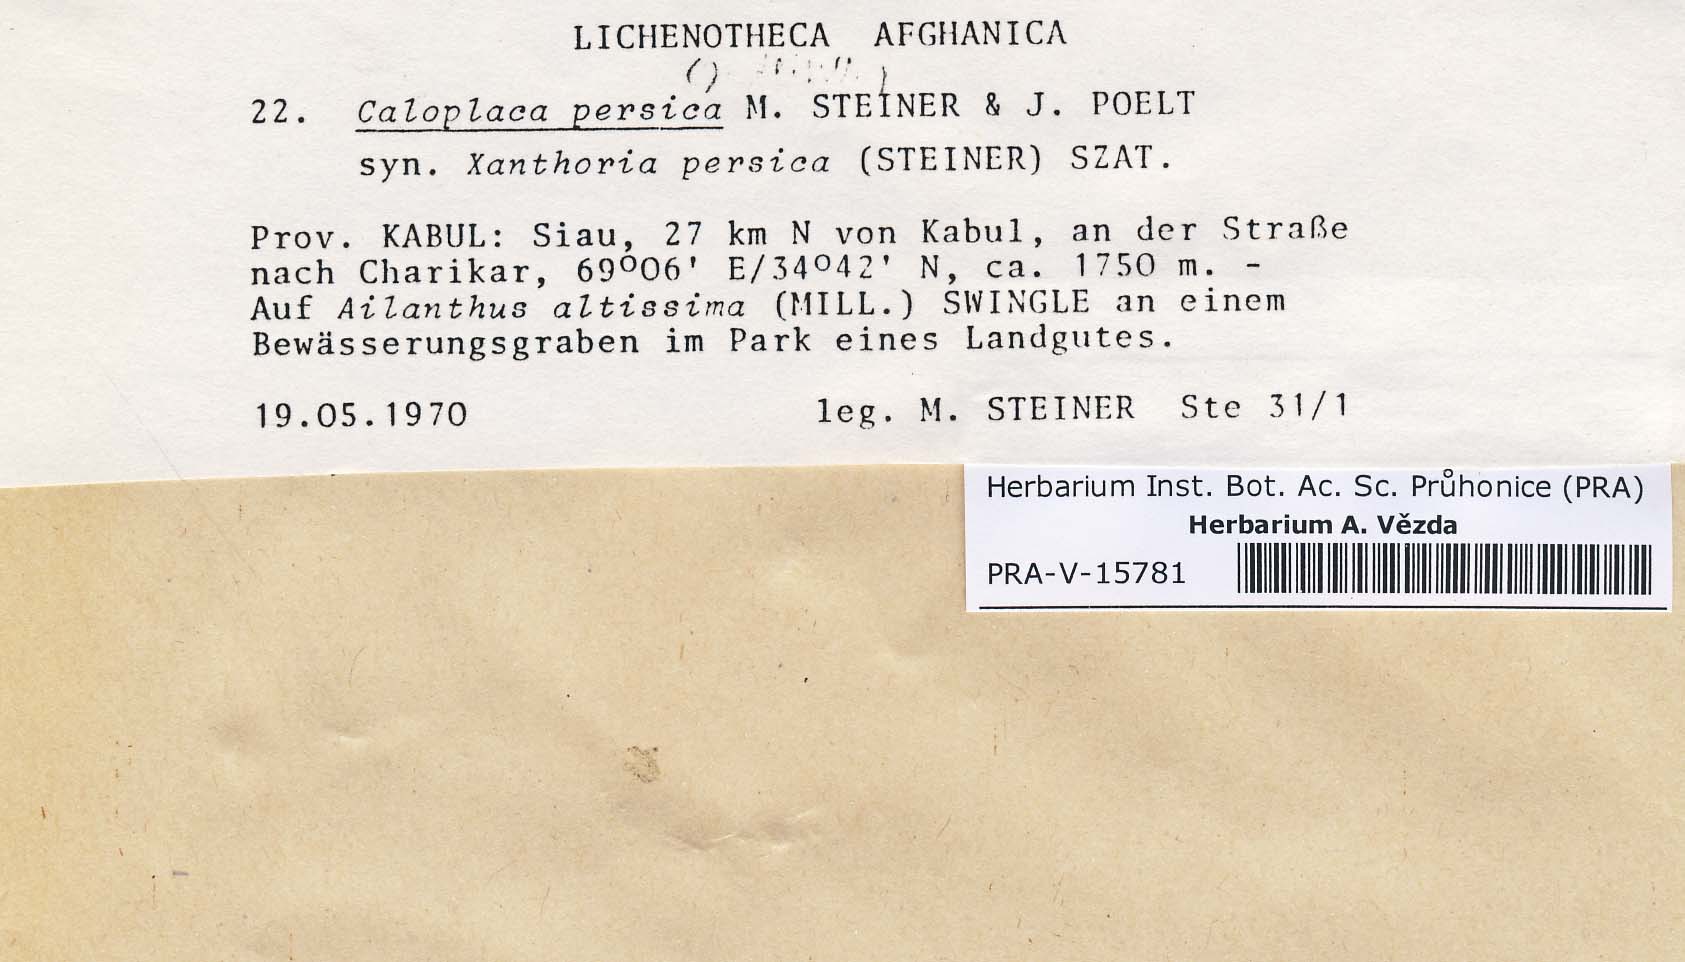 LICHENOTHECA AFGHANICA
22. Caloplaca persica M. STEINER & J. POELT
syn. Xanthoria persica (STEINER) SZAT.
Prov. KABUL: Siau, 27 km N von Kabul, an der Straße
nach Charikar, 69°06' E/34°42' N, ca. 1750 m. -
Auf Ailanthus altissima (MILL.) SWINGLE an einem
Bewässerungsgraben im Park eines Landgutes.
19.05.1970 leg. M. STEINER Ste 31/1
Herbarium Inst. Bot. Ac. Sc. Průhonice (PRA)
Herbarium A. Vězda
PRA-V-15781